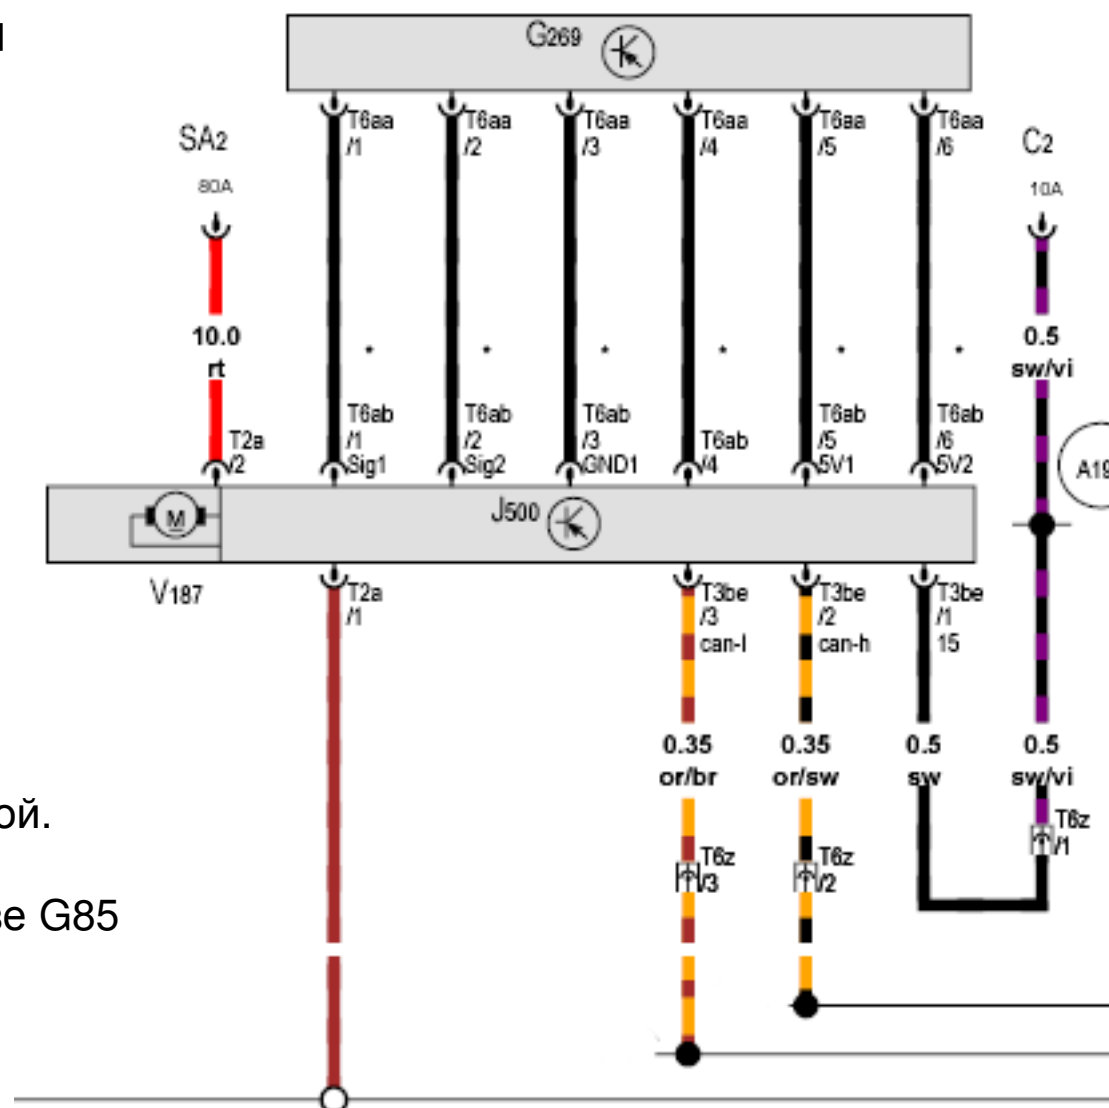 G269
T6aa T6aa T6aa T6aa T6aa T6aa
/1 /2 /3 /4 /5 /6
SA2 C2
80A 10A
10.0 0.5
rt sw/vi
* * * * * *
T6ab T6ab T6ab T6ab T6ab
T2a /1 /2 /3 T6ab /5 /6
/2 Sig1 Sig2 GND1 /4 5V1 5V2
A19
J500
M
V187
T2a T3be T3be T3be
/1 /3 /2 /1
can-l can-h 15
0.35 0.35 0.5 0.5
or/br or/sw sw sw/vi
ой.
T6z
/1
T6z T6z
/3 /2
ве G85